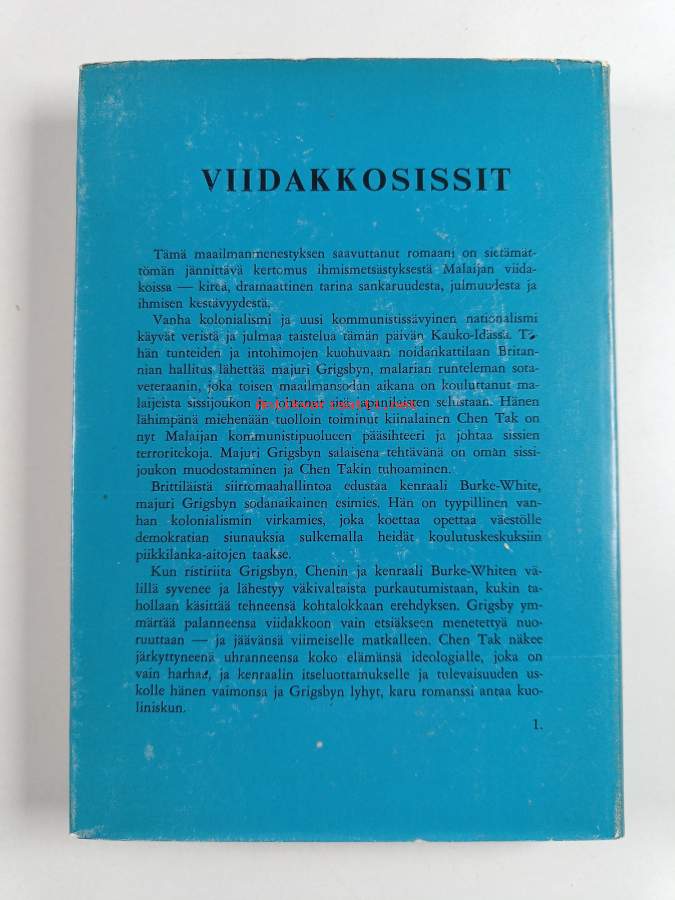 VIIDAKKOSISSIT
Tämä maailmanmenestyksen saavuttanut romaani on sietämät-
tömän jännittävä kertomus ihmismetsästyksestä Malaijan viida-
koissa — kireä, dramaattinen tarina sankaruudesta, julmuudesta ja
ihmisen kestävyydestä.
Vanha kolonialismi ja uusi kommunistissävyinen nationalismi
käyvät veristä ja julmaa taistelua tämän päivän Kauko-Idässä. Tä-
hän tunteiden ja intohimojen kuohuvaan noidankattilaan Britan-
nian hallitus lähettää majuri Grigsbyn, malarian runteleman sota-
veteraanin, joka toisen maailmansodan aikana on kouluttanut ma-
laijeista sissijoukon ja johtanut sitä japanilaisten selustaan. Hänen
lähimpänä miehenään tuolloin toiminut kiinalainen Chen Tak on
nyt Malaijan kommunistipuolueen pääsihteeri ja johtaa sissien
terroritekoja. Majuri Grigsbyn salaisena tehtävänä on oman sissi-
joukon muodostaminen ja Chen Takin tuhoaminen.
Brittiläistä siirtomaahallintoa edustaa kenraali Burke-White,
majuri Grigsbyn sodanaikainen esimies. Hän on tyypillinen van-
han kolonialismin virkamies, joka koettaa opettaa väestölle
demokratian siunauksia sulkemalla heidät koulutuskeskuksiin
piikkilanka-aitojen taakse.
Kun ristiriita Grigsbyn, Chenin ja kenraali Burke-Whiten vä-
lillä syvenee ja lähestyy väkivaltaista purkautumistaan, kukin ta-
hollaan käsittää tehneensä kohtalokkaan erehdyksen. Grigsby ym-
märtää palanneensa viidakkoon vain etsiäkseen menetettyä nuo-
ruuttaan — ja jäävänsä viimeiselle matkalleen. Chen Tak näkee
järkyttyneenä uhranneensa koko elämänsä ideologialle, joka on
vain harhaa, ja kenraalin itseluottamukselle ja tulevaisuuden us-
kolle hänen vaimonsa ja Grigsbyn lyhyt, karu romanssi antaa kuo-
liniskun.
1.